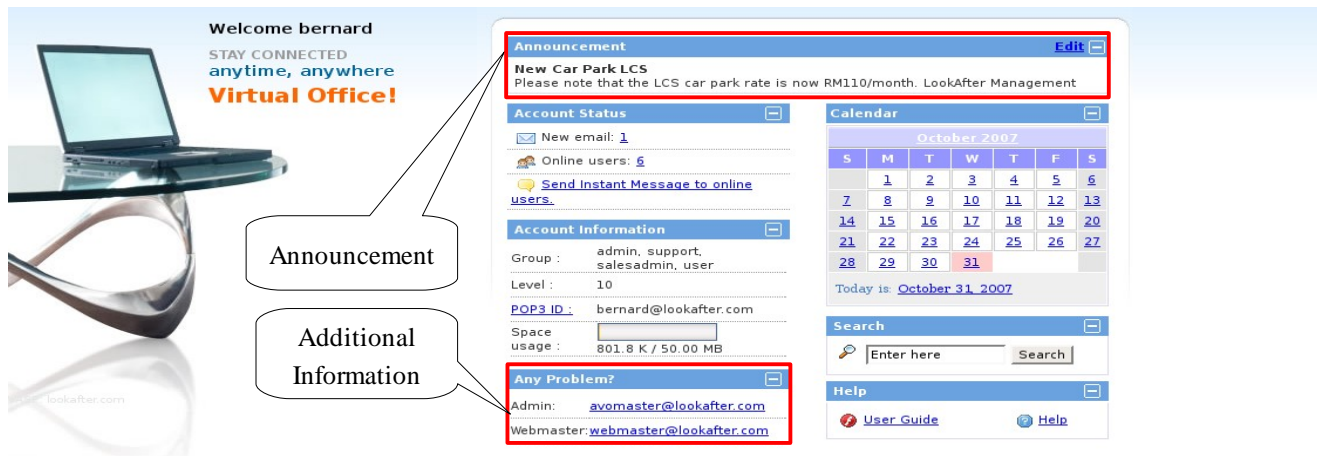 Welcome bernard
STAY CONNECTED
anytime, anywhere
Virtual Office!
Announcement Edit
New Car Park LCS
Please note that the LCS car park rate is now RM110/month. LookAfter Management
Account Status
New email: 1
Online users: 6
Send Instant Message to online
users.
Account Information
Group : admin, support,
salesadmin, user
Level : 10
POP3 ID : bernard@lookafter.com
Space
usage : 801.8 K / 50.00 MB
Any Problem?
Admin: avomaster@lookafter.com
Webmaster: webmaster@lookafter.com
Calendar
October 2007
S M T W T F S
1 2 3 4 5 6
7 8 9 10 11 12 13
14 15 16 17 18 19 20
21 22 23 24 25 26 27
28 29 30 31
Today is: October 31 2007
Search
Enter here Search
Help
User Guide Help
Announcement
Additional
Information
lookafter.com